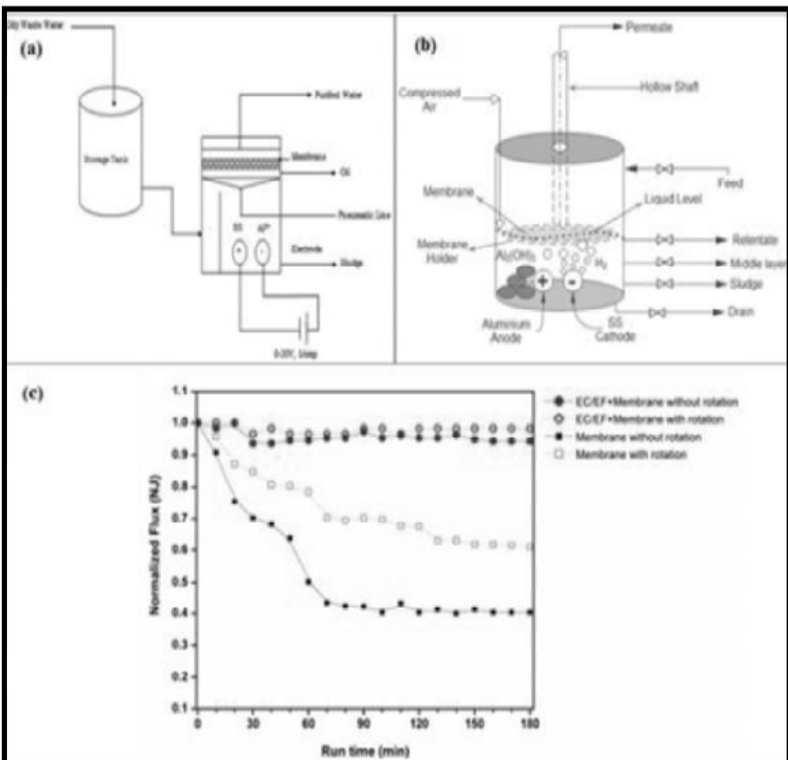 (a)
Oily Waste Water
Purified Water
Storage Tank
Membrane
Oil
Pneumatic Line
SS
Electrode
Sludge
(b)
Permeate
Compressed
Air
Hollow Shaft
Feed
Membrane
Liquid Level
Membrane
Holder
Al(OH)3
H2
Retentate
Middle layer
Sludge
Drain
+
-
Aluminium
Anode
SS
Cathode
(c)
Normalized Flux (NJ)
1.1
1.0
0.9
0.8
0.7
0.6
0.5
0.4
0.3
0.2
0.1
0 30 60 90 120 150 180
Run time (min)
EC/EF+Membrane without rotation
EC/EF+Membrane with rotation
Membrane without rotation
Membrane with rotation